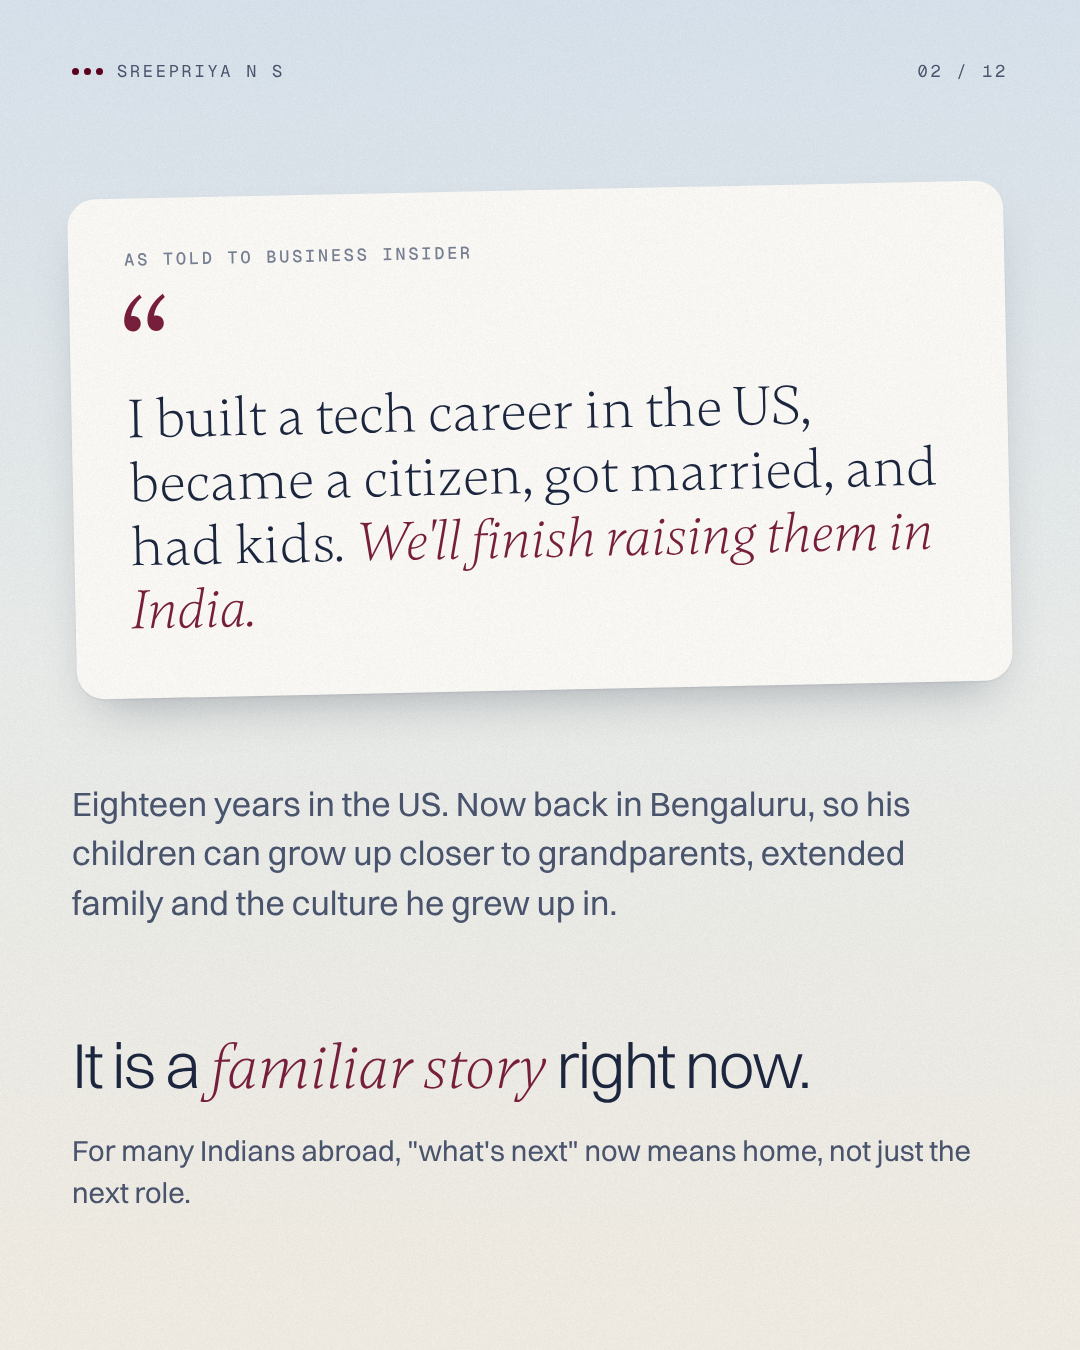 SREEPRIYA N S
02 / 12
AS TOLD TO BUSINESS INSIDER
“
I built a tech career in the US,
became a citizen, got married, and
had kids. We'll finish raising them in
India.
Eighteen years in the US. Now back in Bengaluru, so his
children can grow up closer to grandparents, extended
family and the culture he grew up in.
It is a familiar story right now.
For many Indians abroad, "what's next" now means home, not just the
next role.